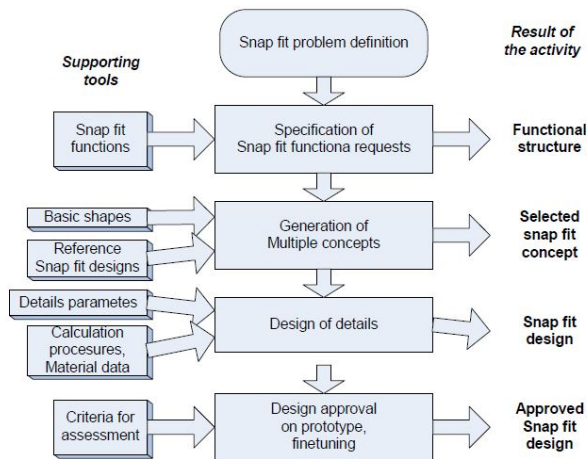 Snap fit problem definition
Result of
the activity
Supporting
tools
Snap fit
functions
Specification of
Snap fit functiona requests
Functional
structure
Basic shapes
Reference
Snap fit designs
Generation of
Multiple concepts
Selected
snap fit
concept
Details parametes
Calculation
procesures,
Material data
Design of details
Snap fit
design
Criteria for
assessment
Design approval
on prototype,
finetuning
Approved
Snap fit
design